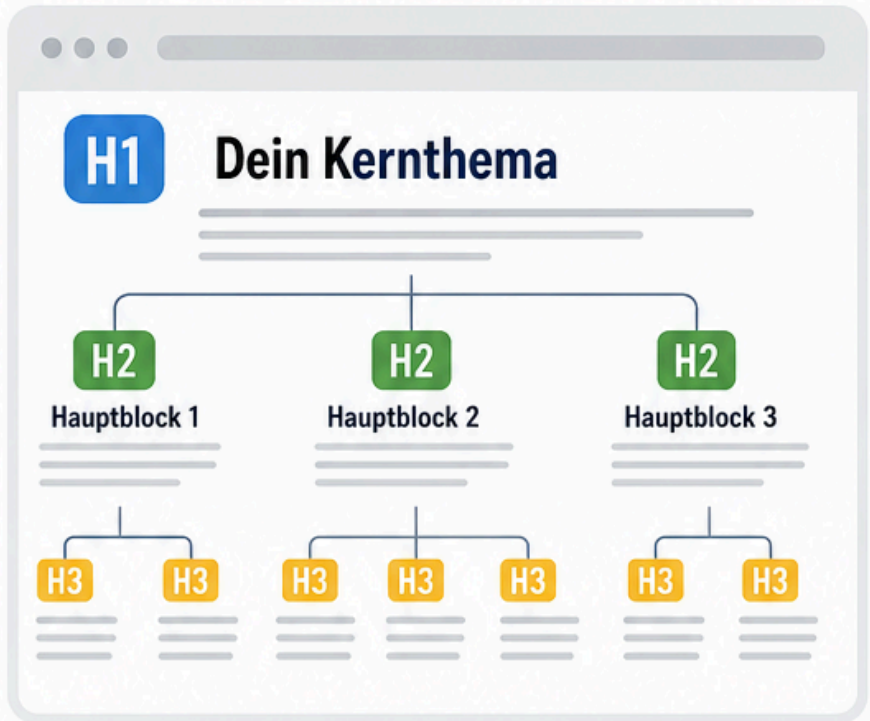 H1 Dein Kernthema
H2 H2 H2
Hauptblock 1 Hauptblock 2 Hauptblock 3
H3 H3 H3 H3 H3 H3 H3